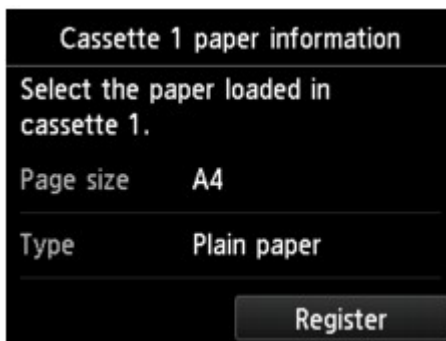 Cassette 1 paper information
Select the paper loaded in
cassette 1.
Page size A4
Type Plain paper
Register